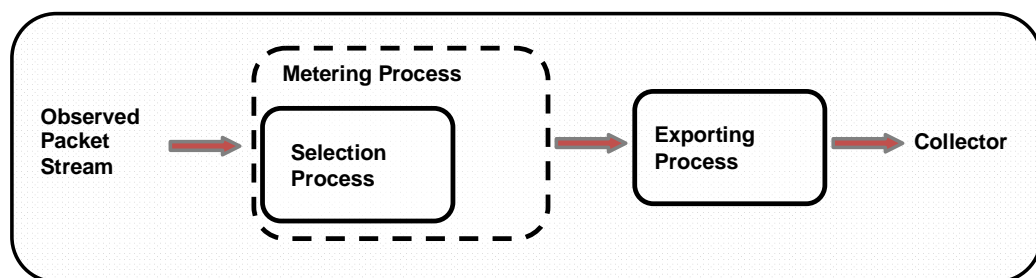 Observed
Packet
Stream
Metering Process
Selection
Process
Exporting
Process
Collector